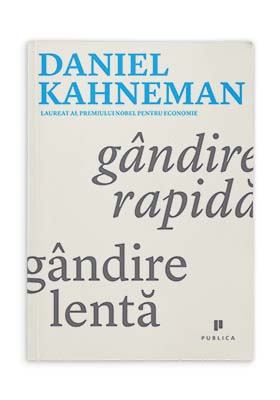 DANIEL
KAHNEMAN
LAUREAT AL PREMIULUI NOBEL PENTRU ECONOMIE
gândire
rapidă
gândire
lentă
PUBLICA